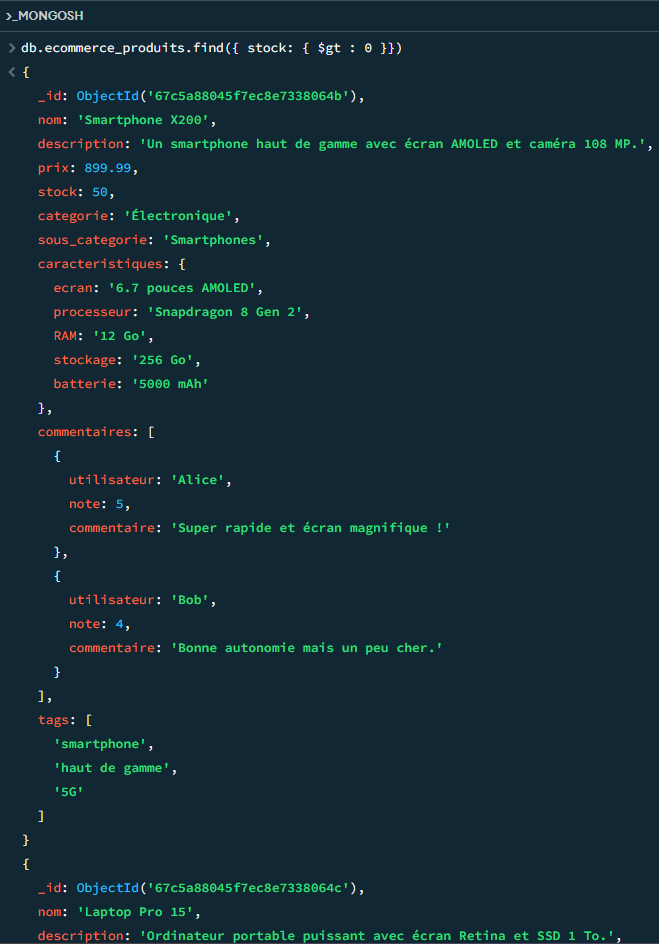 >_MONGOSH
> db.ecommerce_produits.find({ stock: { $gt : 0 }})
< {
_id: ObjectId('67c5a88045f7ec8e7338064b'),
nom: 'Smartphone X200',
description: 'Un smartphone haut de gamme avec écran AMOLED et caméra 108 MP.',
prix: 899.99,
stock: 50,
categorie: 'Électronique',
sous_categorie: 'Smartphones',
caracteristiques: {
ecran: '6.7 pouces AMOLED',
processeur: 'Snapdragon 8 Gen 2',
RAM: '12 Go',
stockage: '256 Go',
batterie: '5000 mAh'
},
commentaires: [
{
utilisateur: 'Alice',
note: 5,
commentaire: 'Super rapide et écran magnifique !'
},
{
utilisateur: 'Bob',
note: 4,
commentaire: 'Bonne autonomie mais un peu cher.'
}
],
tags: [
'smartphone',
'haut de gamme',
'5G'
]
}
{
_id: ObjectId('67c5a88045f7ec8e7338064c'),
nom: 'Laptop Pro 15',
description: 'Ordinateur portable puissant avec écran Retina et SSD 1 To.',